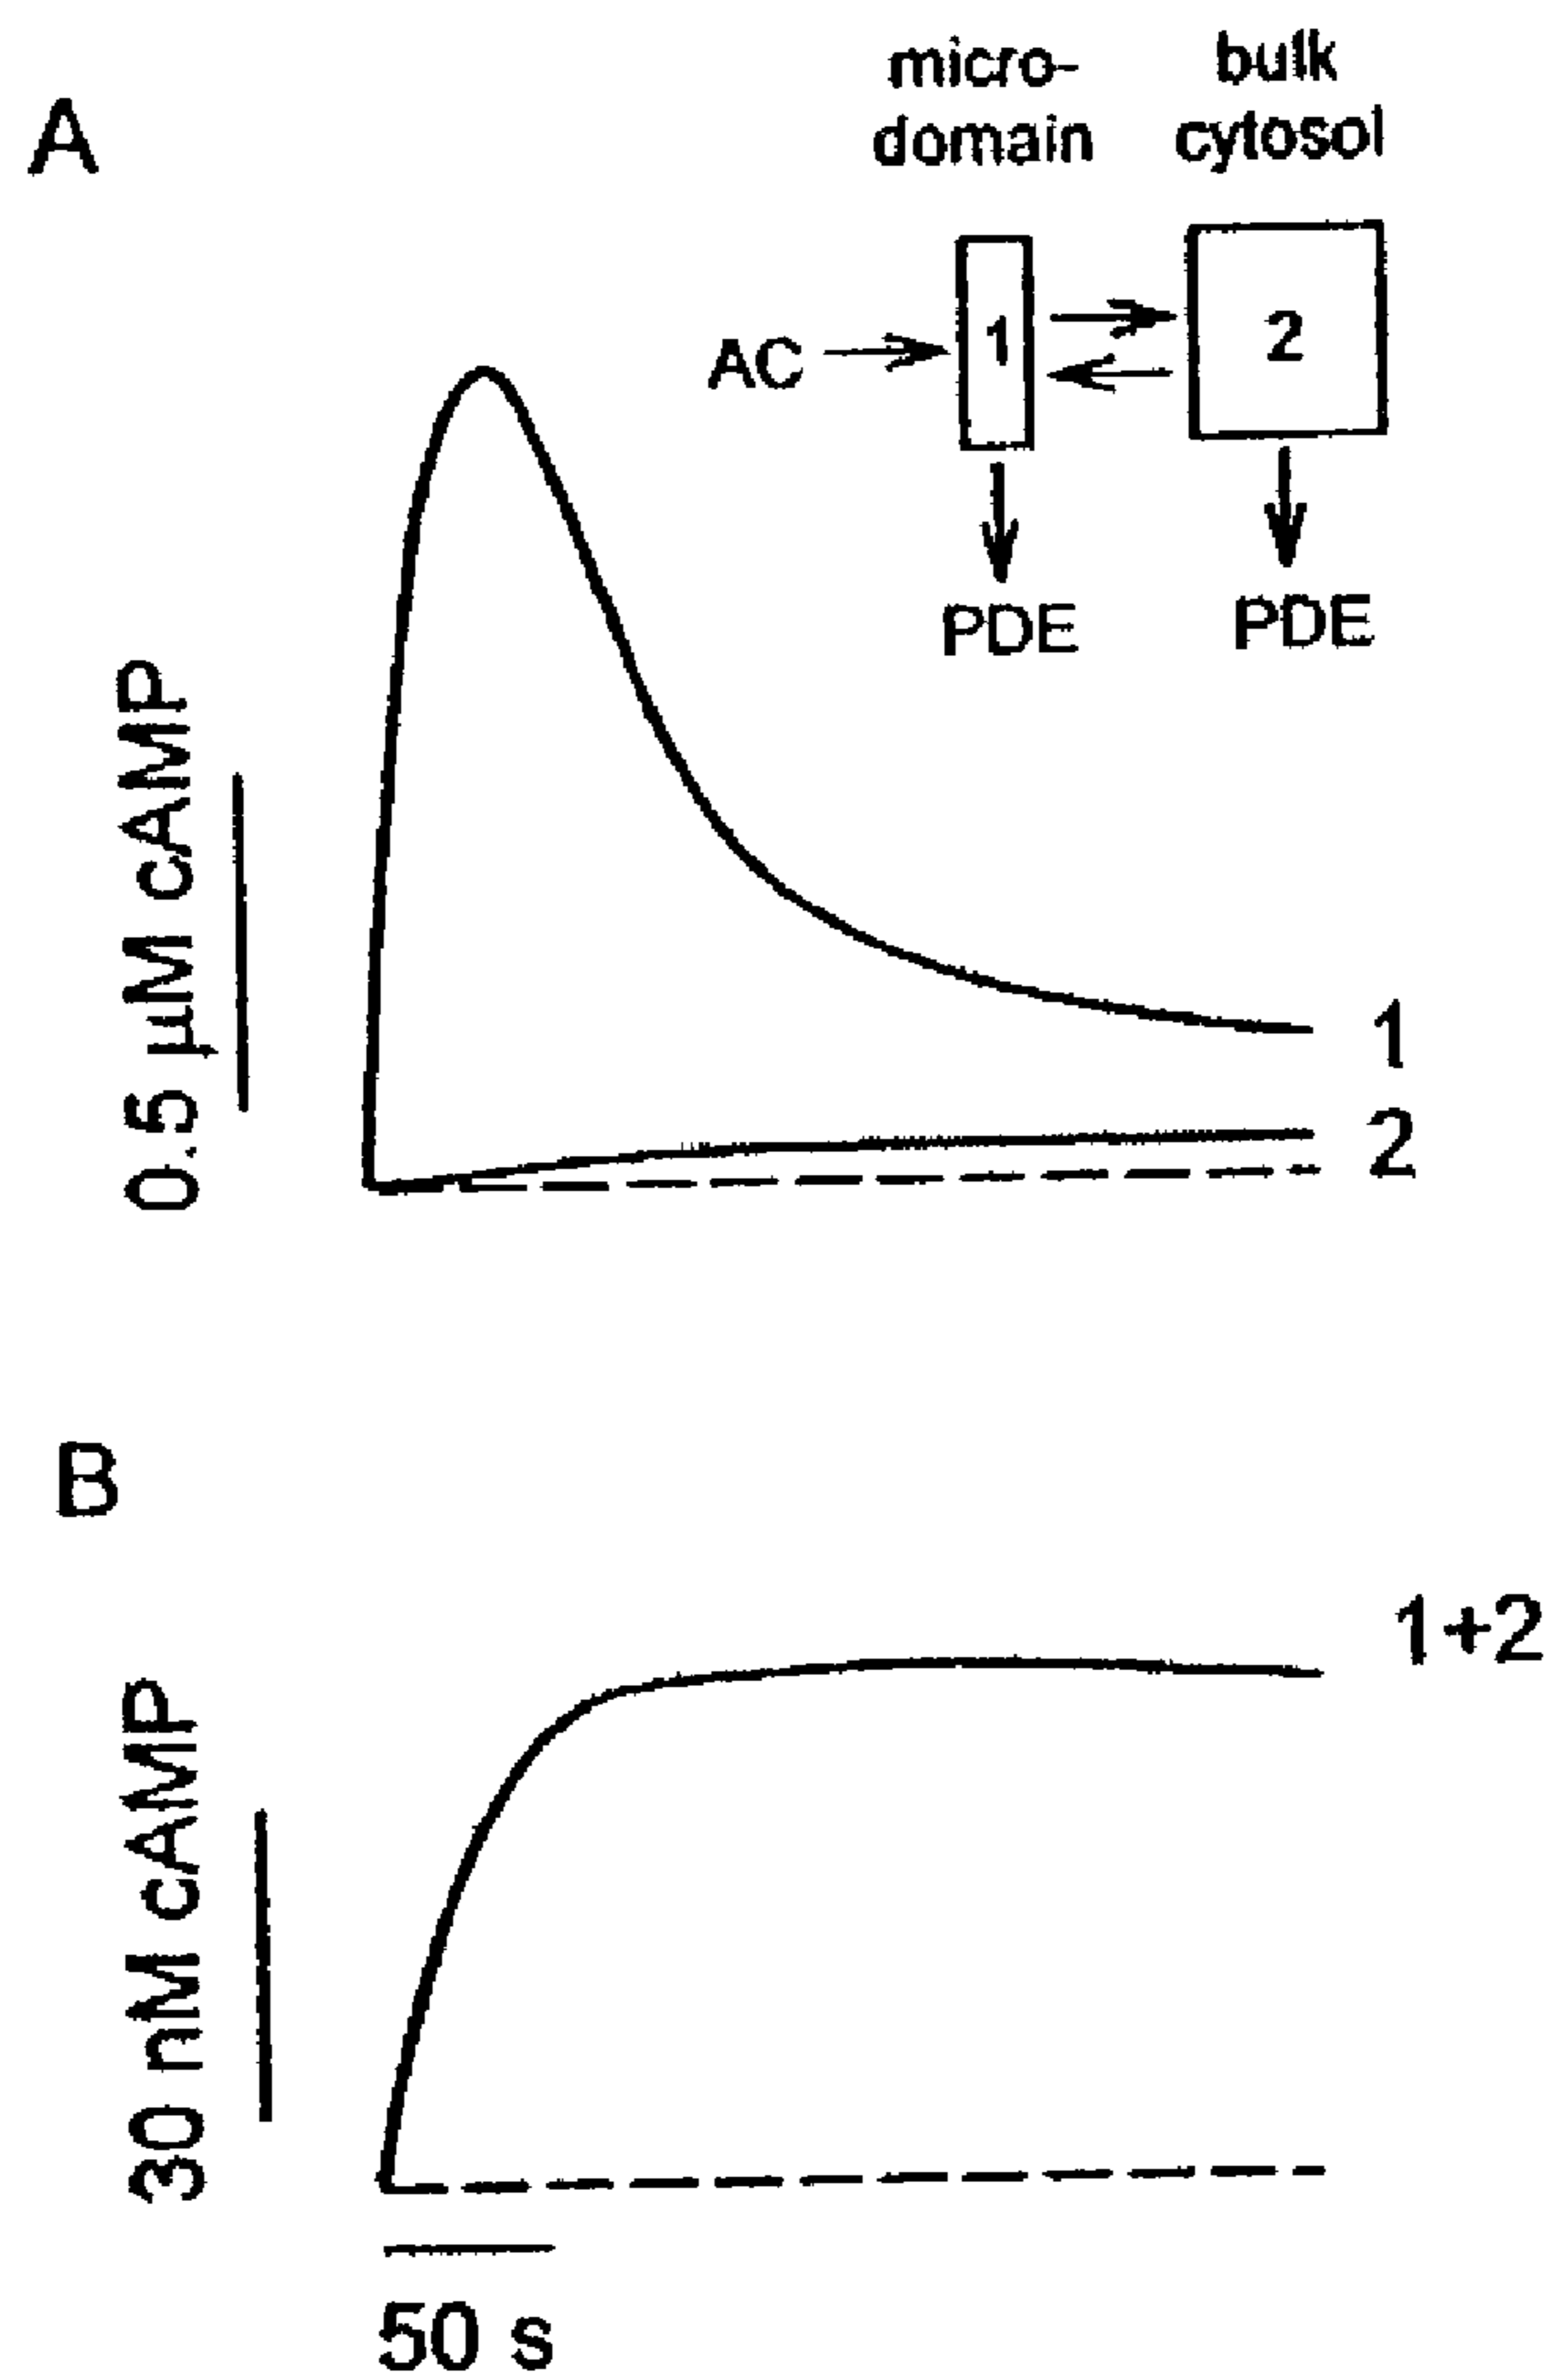 A
micro-
domain
bulk
cytosol
AC
1
2
PDE
PDE
0.5 µM cAMP
1
2
B
1+2
30 nM cAMP
50 s